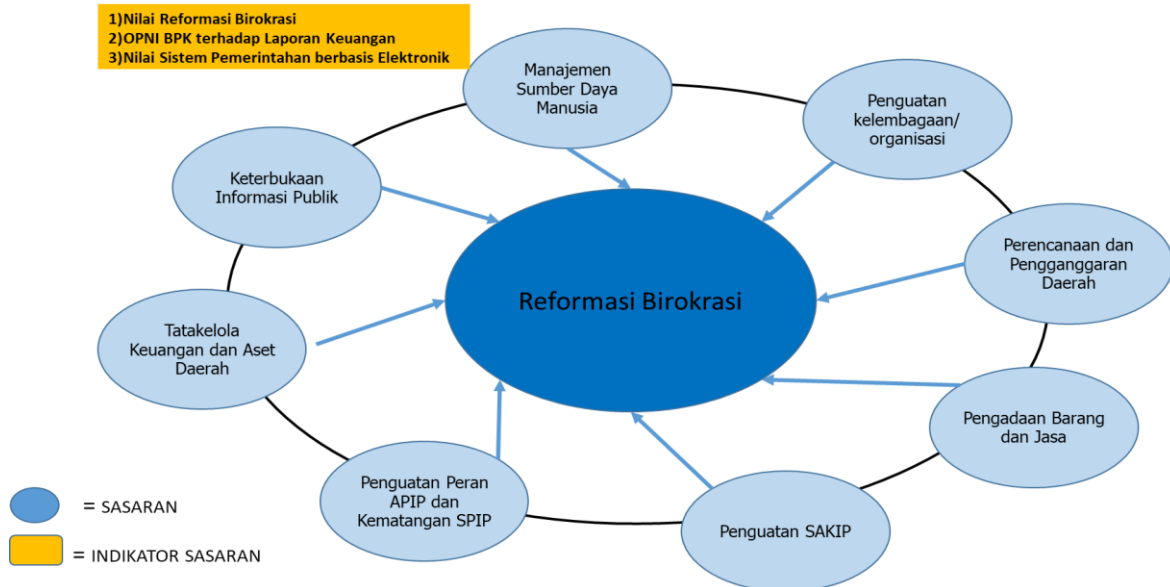 1)Nilai Reformasi Birokrasi
2)OPNI BPK terhadap Laporan Keuangan
3)Nilai Sistem Pemerintahan berbasis Elektronik
Manajemen
Sumber Daya
Manusia
Penguatan
kelembagaan/
organisasi
Keterbukaan
Informasi Publik
Perencanaan dan
Pengganggaran
Daerah
Reformasi Birokrasi
Tatakelola
Keuangan dan Aset
Daerah
Pengadaan Barang
dan Jasa
Penguatan Peran
APIP dan
Kematangan SPIP
Penguatan SAKIP
= SASARAN
= INDIKATOR SASARAN